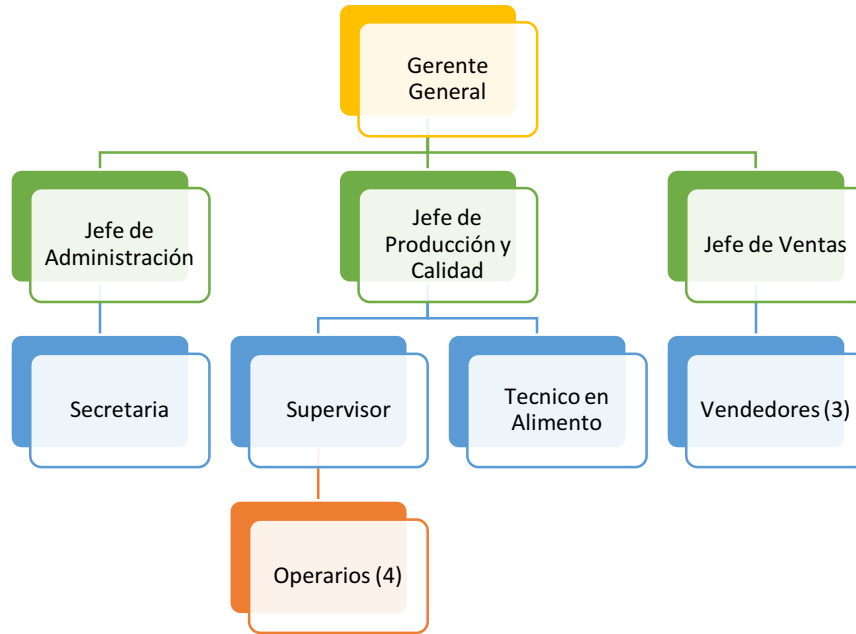 Gerente
General
Jefe de
Administración
Jefe de
Producción y
Calidad
Jefe de Ventas
Secretaria
Supervisor
Tecnico en
Alimento
Vendedores (3)
Operarios (4)